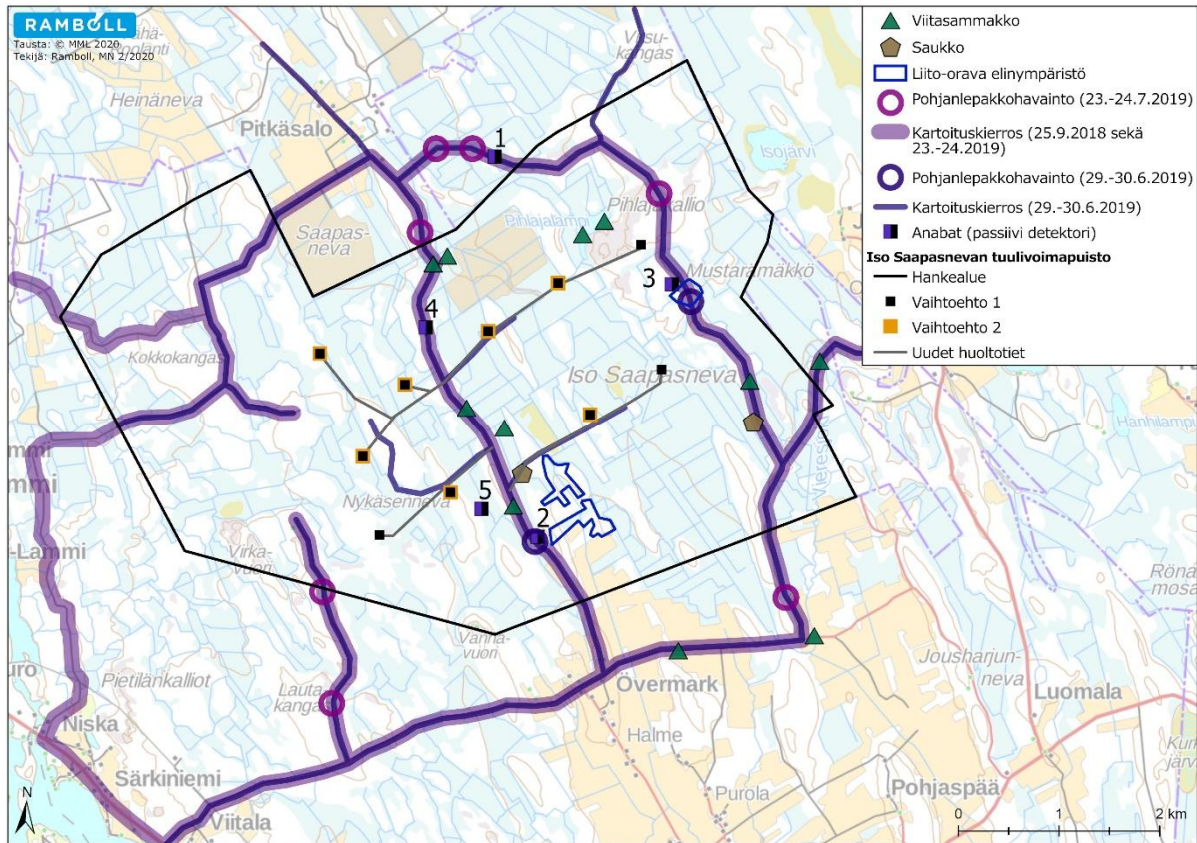 RAMBOLL
Tausta: © MML 2020
Tekijä: Ramboll, MN 2/2020
Heinäneva
Pitkäsalo
Saapas-
neva
Kokkokangas
Pihlajalampi
Pihlajakallio
Isojärvi
Mustarämäkkö
Iso Saapasneva
Nykäsenneva
Virka-
vuori
Vanha-
vuori
Pietilänkalliot
Lauta-
kangas
Niska
Särkiniemi
Viitala
Övermark
Halme
Purola
Pohjaspää
Jousharjun-
neva
Luomala
Hanhilampi
1
2
3
4
5
N
Viitasammakko
Saukko
Liito-orava elinympäristö
Pohjanlepakkohavainto (23.-24.7.2019)
Kartoituskierros (25.9.2018 sekä
23.-24.2019)
Pohjanlepakkohavainto (29.-30.6.2019)
Kartoituskierros (29.-30.6.2019)
Anabat (passiivi detektori)
Iso Saapasnevan tuulivoimapuisto
Hankealue
Vaihtoehto 1
Vaihtoehto 2
Uudet huoltotiet
0 1 2 km